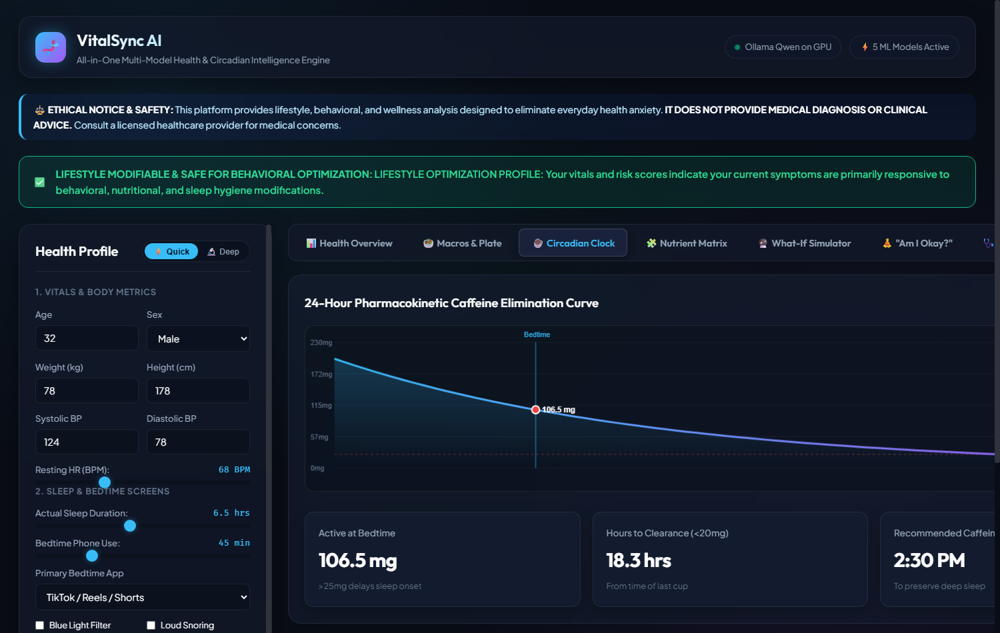 VitalSync AI
All-in-One Multi-Model Health & Circadian Intelligence Engine
Ollama Qwen on GPU
5 ML Models Active
ETHICAL NOTICE & SAFETY: This platform provides lifestyle, behavioral, and wellness analysis designed to eliminate everyday health anxiety. IT DOES NOT PROVIDE MEDICAL DIAGNOSIS OR CLINICAL
ADVICE. Consult a licensed healthcare provider for medical concerns.
LIFESTYLE MODIFIABLE & SAFE FOR BEHAVIORAL OPTIMIZATION: LIFESTYLE OPTIMIZATION PROFILE: Your vitals and risk scores indicate your current symptoms are primarily responsive to
behavioral, nutritional, and sleep hygiene modifications.
Health Profile
Quick
Deep
1. VITALS & BODY METRICS
Age
Sex
32
Male
Weight (kg)
Height (cm)
78
178
Systolic BP
Diastolic BP
124
78
Resting HR (BPM):
68 BPM
2. SLEEP & BEDTIME SCREENS
Actual Sleep Duration:
6.5 hrs
Bedtime Phone Use:
45 min
Primary Bedtime App
TikTok / Reels / Shorts
Blue Light Filter
Loud Snoring
Health Overview
Macros & Plate
Circadian Clock
Nutrient Matrix
What-If Simulator
"Am I Okay?"
24-Hour Pharmacokinetic Caffeine Elimination Curve
Bedtime
230mg
172mg
115mg
57mg
0mg
106.5 mg
Active at Bedtime
106.5 mg
>25mg delays sleep onset
Hours to Clearance (<20mg)
18.3 hrs
From time of last cup
Recommended Caffein
2:30 PM
To preserve deep sleep